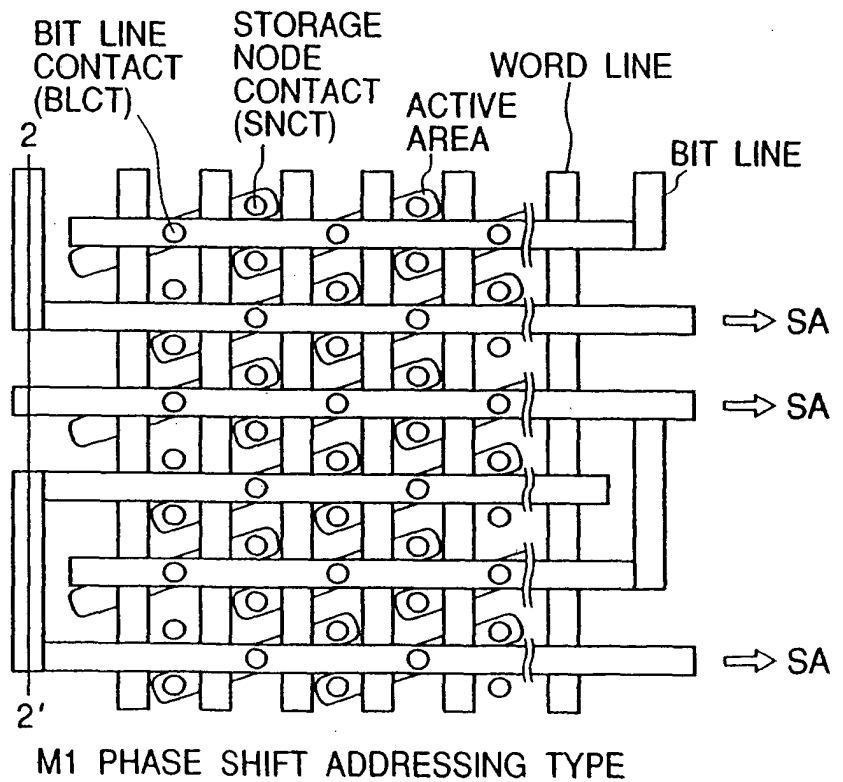 BIT LINE
CONTACT
(BLCT)
STORAGE
NODE
CONTACT
(SNCT)
ACTIVE
AREA
WORD LINE
BIT LINE
2
SA
SA
SA
2'
M1 PHASE SHIFT ADDRESSING TYPE